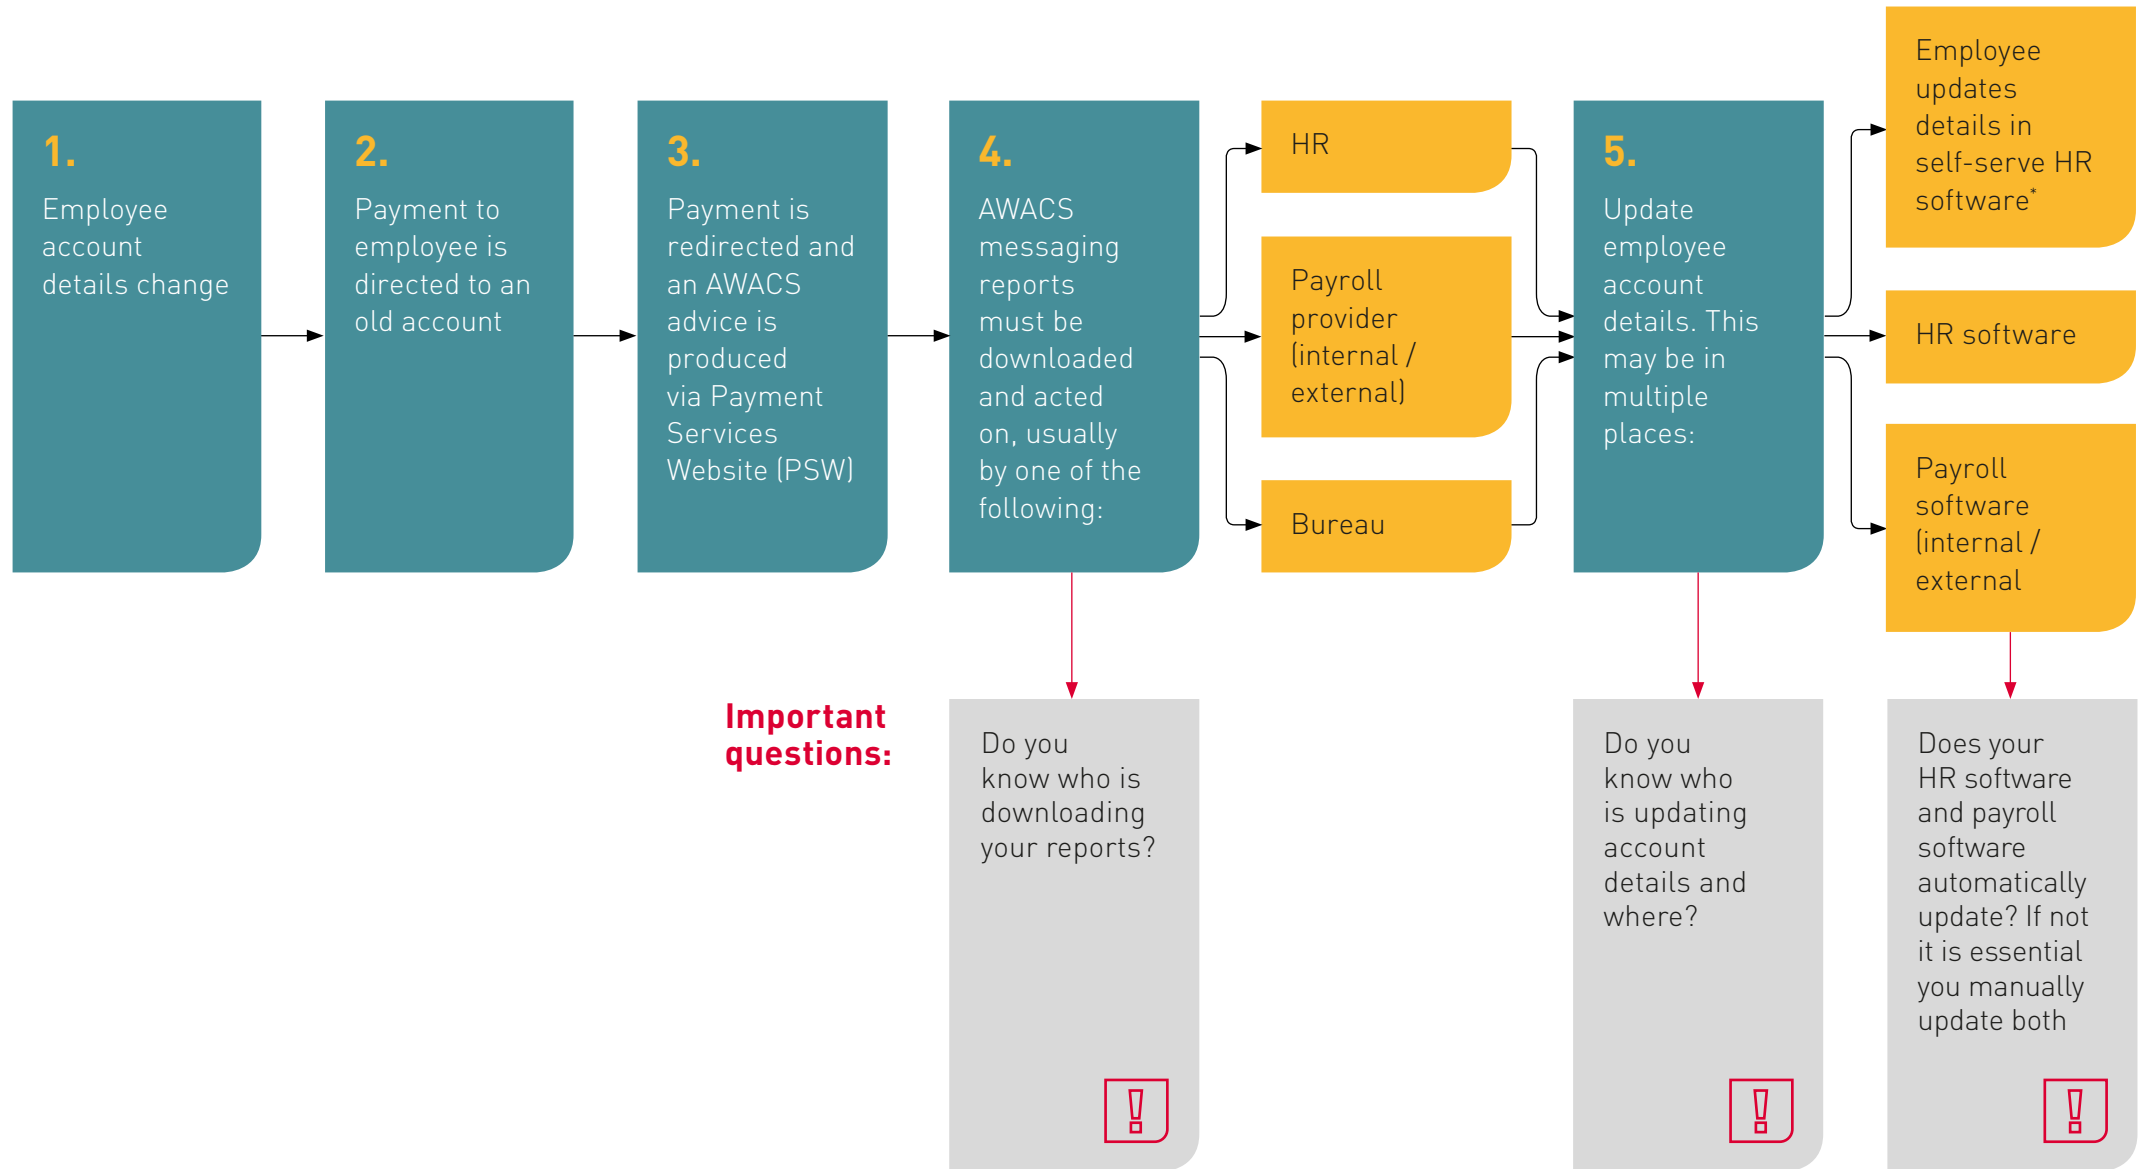 1.
Employee
account
details change
2.
Payment to
employee is
directed to an
old account
3.
Payment is
redirected and
an AWACS
advice is
produced
via Payment
Services
Website (PSW)
4.
AWACS
messaging
reports
must be
downloaded
and acted
on, usually
by one of the
following:
HR
Payroll
provider
(internal /
external)
Bureau
5.
Update
employee
account
details. This
may be in
multiple
places:
Employee
updates
details in
self-serve HR
software*
HR software
Payroll
software
(internal /
external
Important
questions:
Do you
know who is
downloading
your reports?
Do you
know who
is updating
account
details and
where?
Does your
HR software
and payroll
software
automatically
update? If not
it is essential
you manually
update both